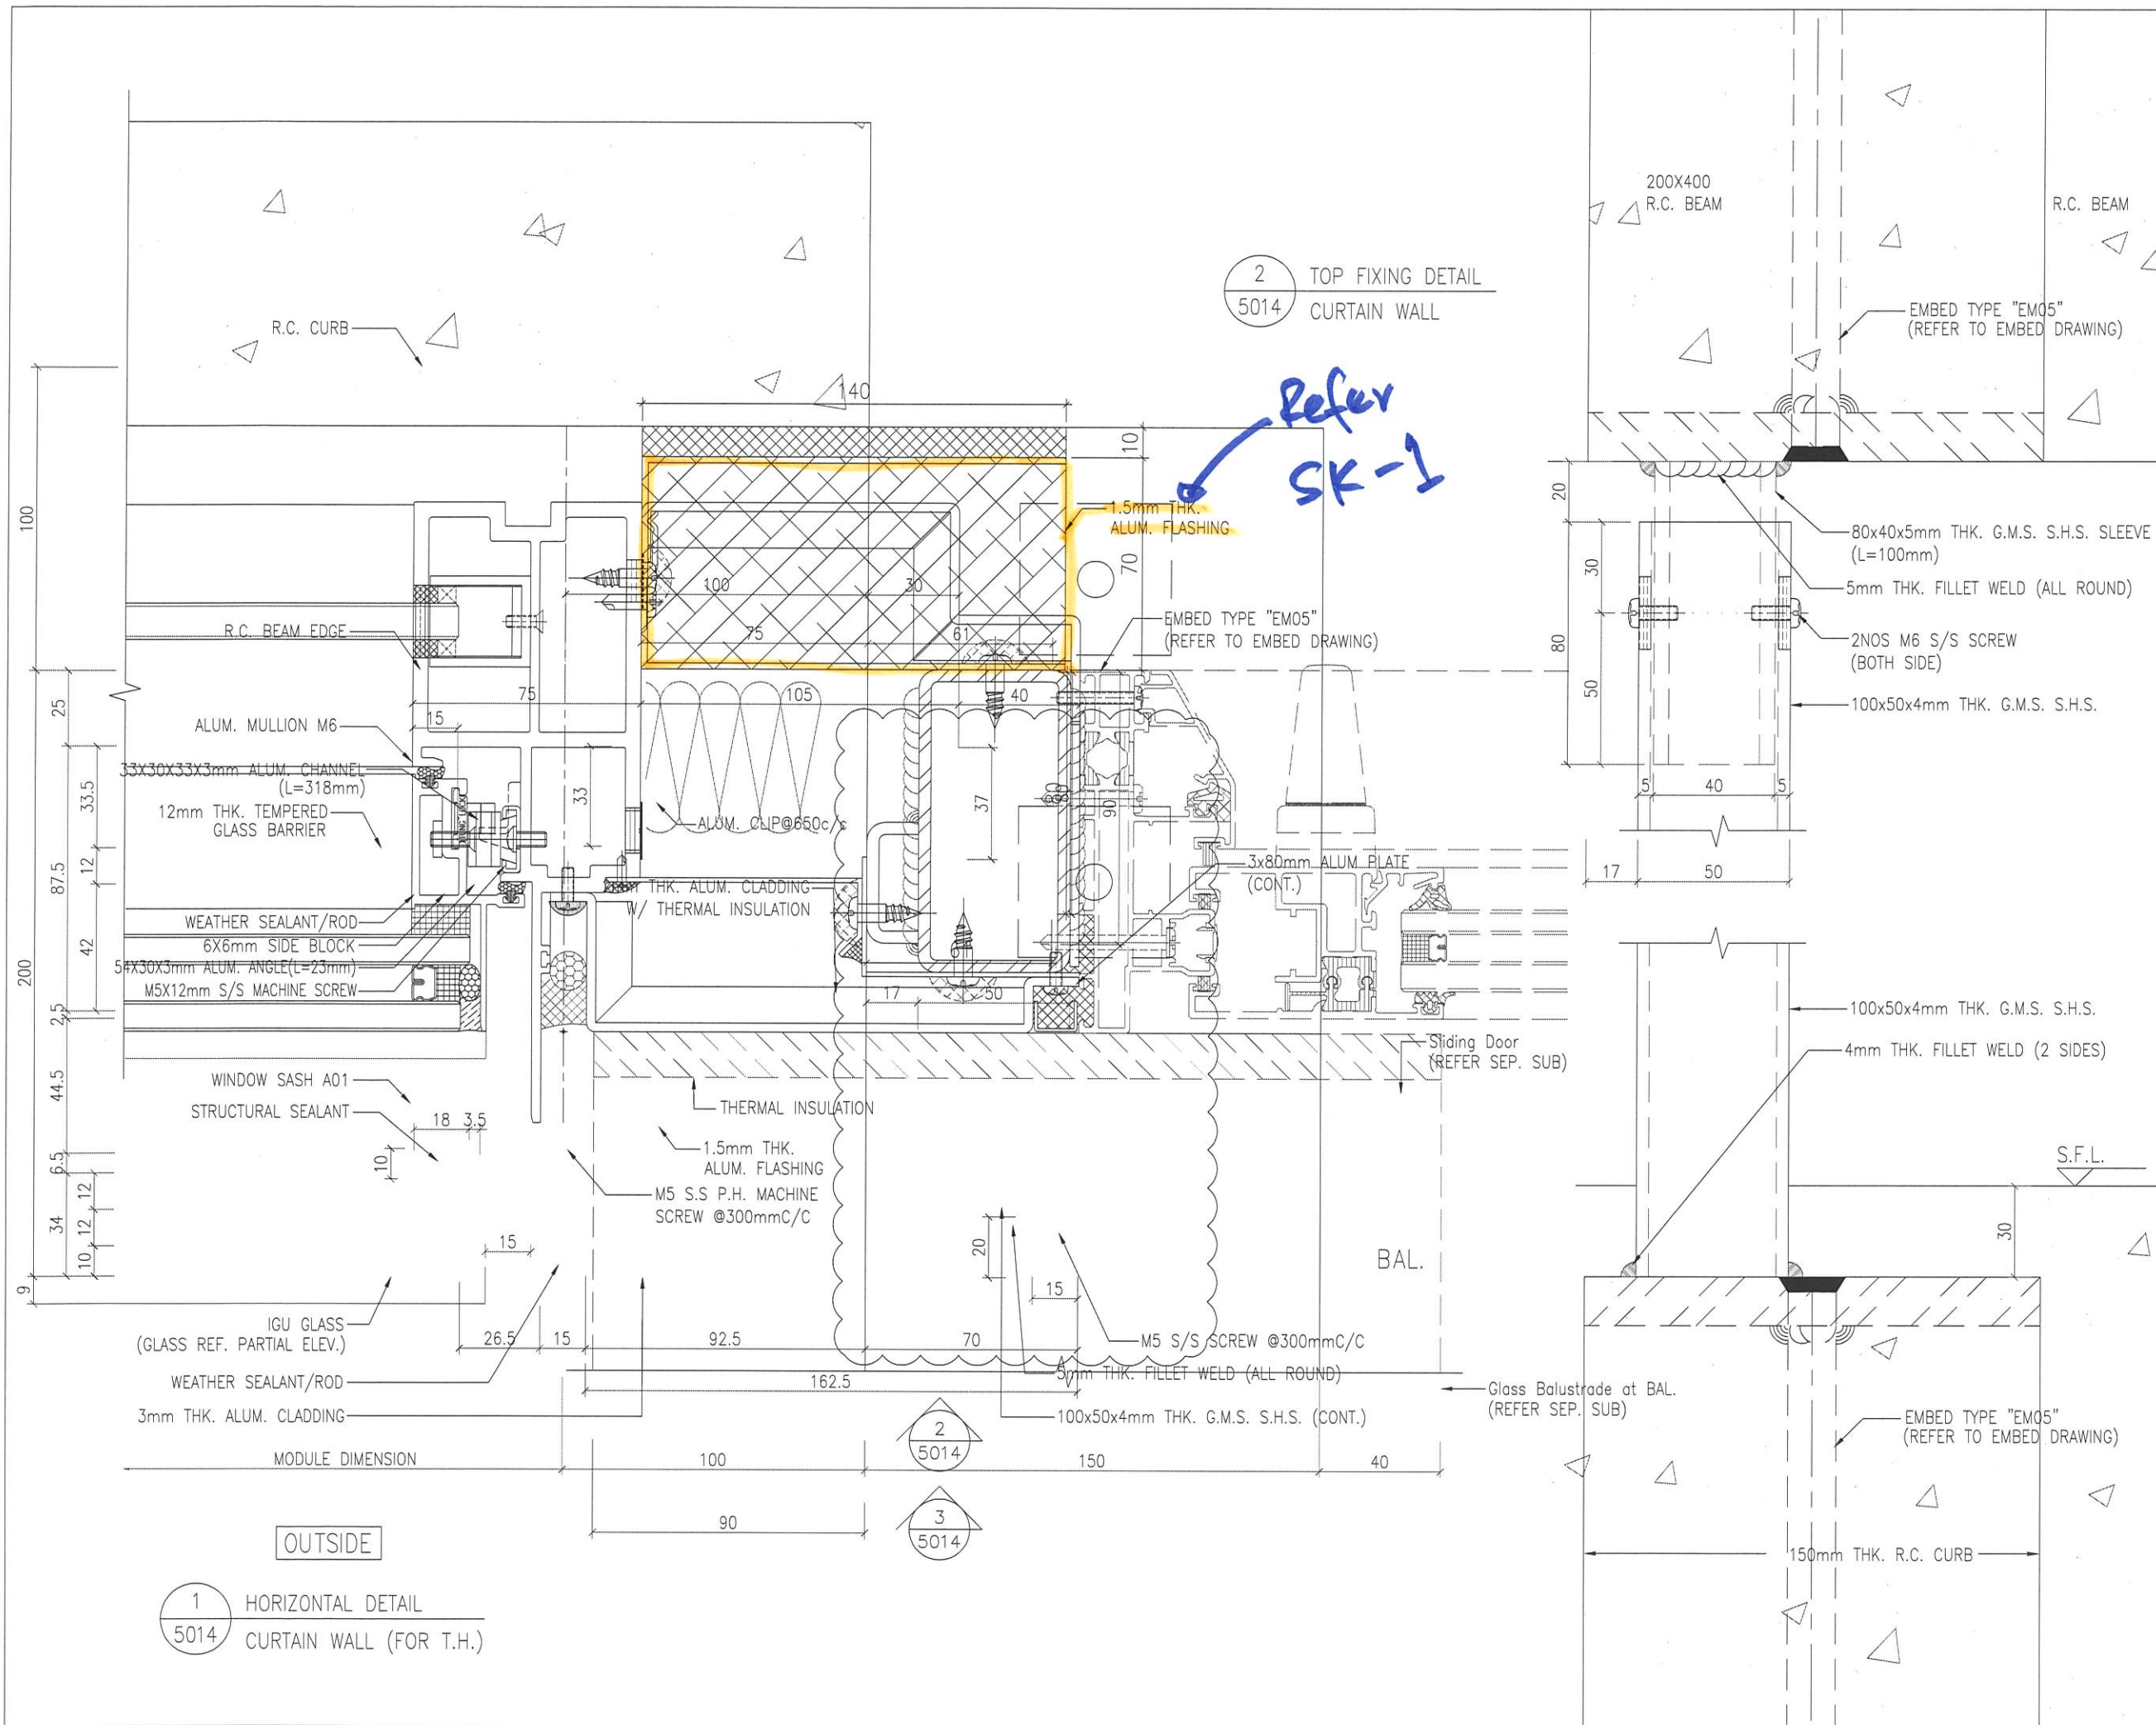 200X400
R.C. BEAM
R.C. BEAM
2
5014
TOP FIXING DETAIL
CURTAIN WALL
R.C. CURB
EMBED TYPE "EM05"
(REFER TO EMBED DRAWING)
140
Refer
SK-1
10
100
1.5mm THK.
ALUM. FLASHING
70
20
80x40x5mm THK. G.M.S. S.H.S. SLEEVE
(L=100mm)
30
5mm THK. FILLET WELD (ALL ROUND)
100
30
R.C. BEAM EDGE
75
61
EMBED TYPE "EM05"
(REFER TO EMBED DRAWING)
80
2NOS M6 S/S SCREW
(BOTH SIDE)
50
100x50x4mm THK. G.M.S. S.H.S.
25
75
105
40
ALUM. MULLION M6
15
33X30X33X3mm ALUM. CHANNEL
(L=318mm)
33.5
33
37
90
5
40
5
12mm THK. TEMPERED
GLASS BARRIER
ALUM. CLIP@650c/c
87.5
12
3x80mm ALUM PLATE
(CONT.)
17
50
THK. ALUM. CLADDING
W/ THERMAL INSULATION
WEATHER SEALANT/ROD
6X6mm SIDE BLOCK
42
54X30X3mm ALUM. ANGLE(L=23mm)
M5X12mm S/S MACHINE SCREW
200
17
50
2.5
100x50x4mm THK. G.M.S. S.H.S.
Sliding Door
(REFER SEP. SUB)
4mm THK. FILLET WELD (2 SIDES)
44.5
WINDOW SASH A01
STRUCTURAL SEALANT
THERMAL INSULATION
18
3.5
10
1.5mm THK.
ALUM. FLASHING
6.5
S.F.L.
M5 S.S P.H. MACHINE
SCREW @300mmC/C
12
34
12
10
15
20
30
BAL.
9
15
IGU GLASS
(GLASS REF. PARTIAL ELEV.)
26.5
15
92.5
70
M5 S/S SCREW @300mmC/C
WEATHER SEALANT/ROD
162.5
5mm THK. FILLET WELD (ALL ROUND)
Glass Balustrade at BAL.
(REFER SEP. SUB)
3mm THK. ALUM. CLADDING
100x50x4mm THK. G.M.S. S.H.S. (CONT.)
EMBED TYPE "EM05"
(REFER TO EMBED DRAWING)
2
5014
MODULE DIMENSION
100
150
40
90
3
5014
OUTSIDE
150mm THK. R.C. CURB
1
5014
HORIZONTAL DETAIL
CURTAIN WALL (FOR T.H.)